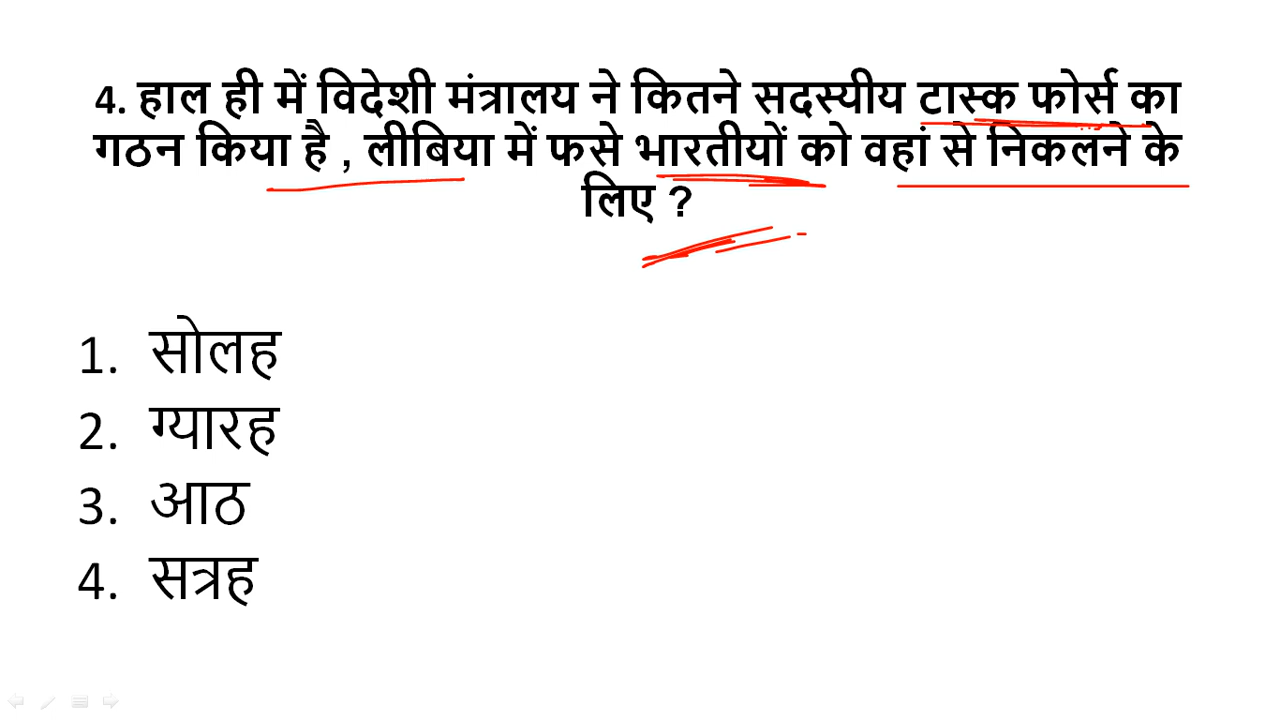 4. हाल ही में विदेशी मंत्रालय ने कितने सदस्यीय टास्क फोर्स का
गठन किया है , लीबिया में फसे भारतीयों को वहां से निकलने के
लिए ?
1. सोलह
2. ग्यारह
3. आठ
4. सत्रह